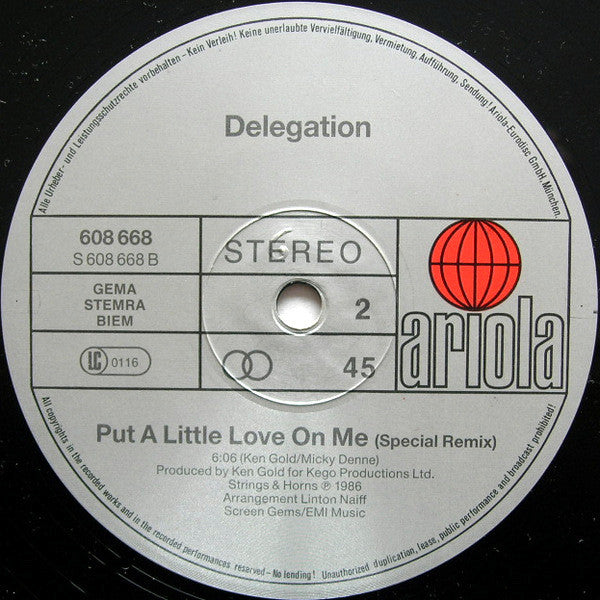 Alle Urheber- und Leistungsschutzrechte vorbehalten – Kein Verleih! Keine unerlaubte Vervielfältigung, Vermietung, Aufführung, Sendung! Ariola-Eurodisc GmbH, München.
Delegation
608 668
S 608 668 B
STEREO
GEMA
STEMRA
BIEM
2
LC 0116
45
ariola
Put A Little Love On Me (Special Remix)
6:06 (Ken Gold/Micky Denne)
Produced by Ken Gold for Kego Productions Ltd.
Strings & Horns ℗ 1986
Arrangement Linton Naiff
Screen Gems/EMI Music
All copyrights in the recorded works and in the recorded performances reserved – No lending! Unauthorized duplication, lease, public performance and broadcast prohibited!